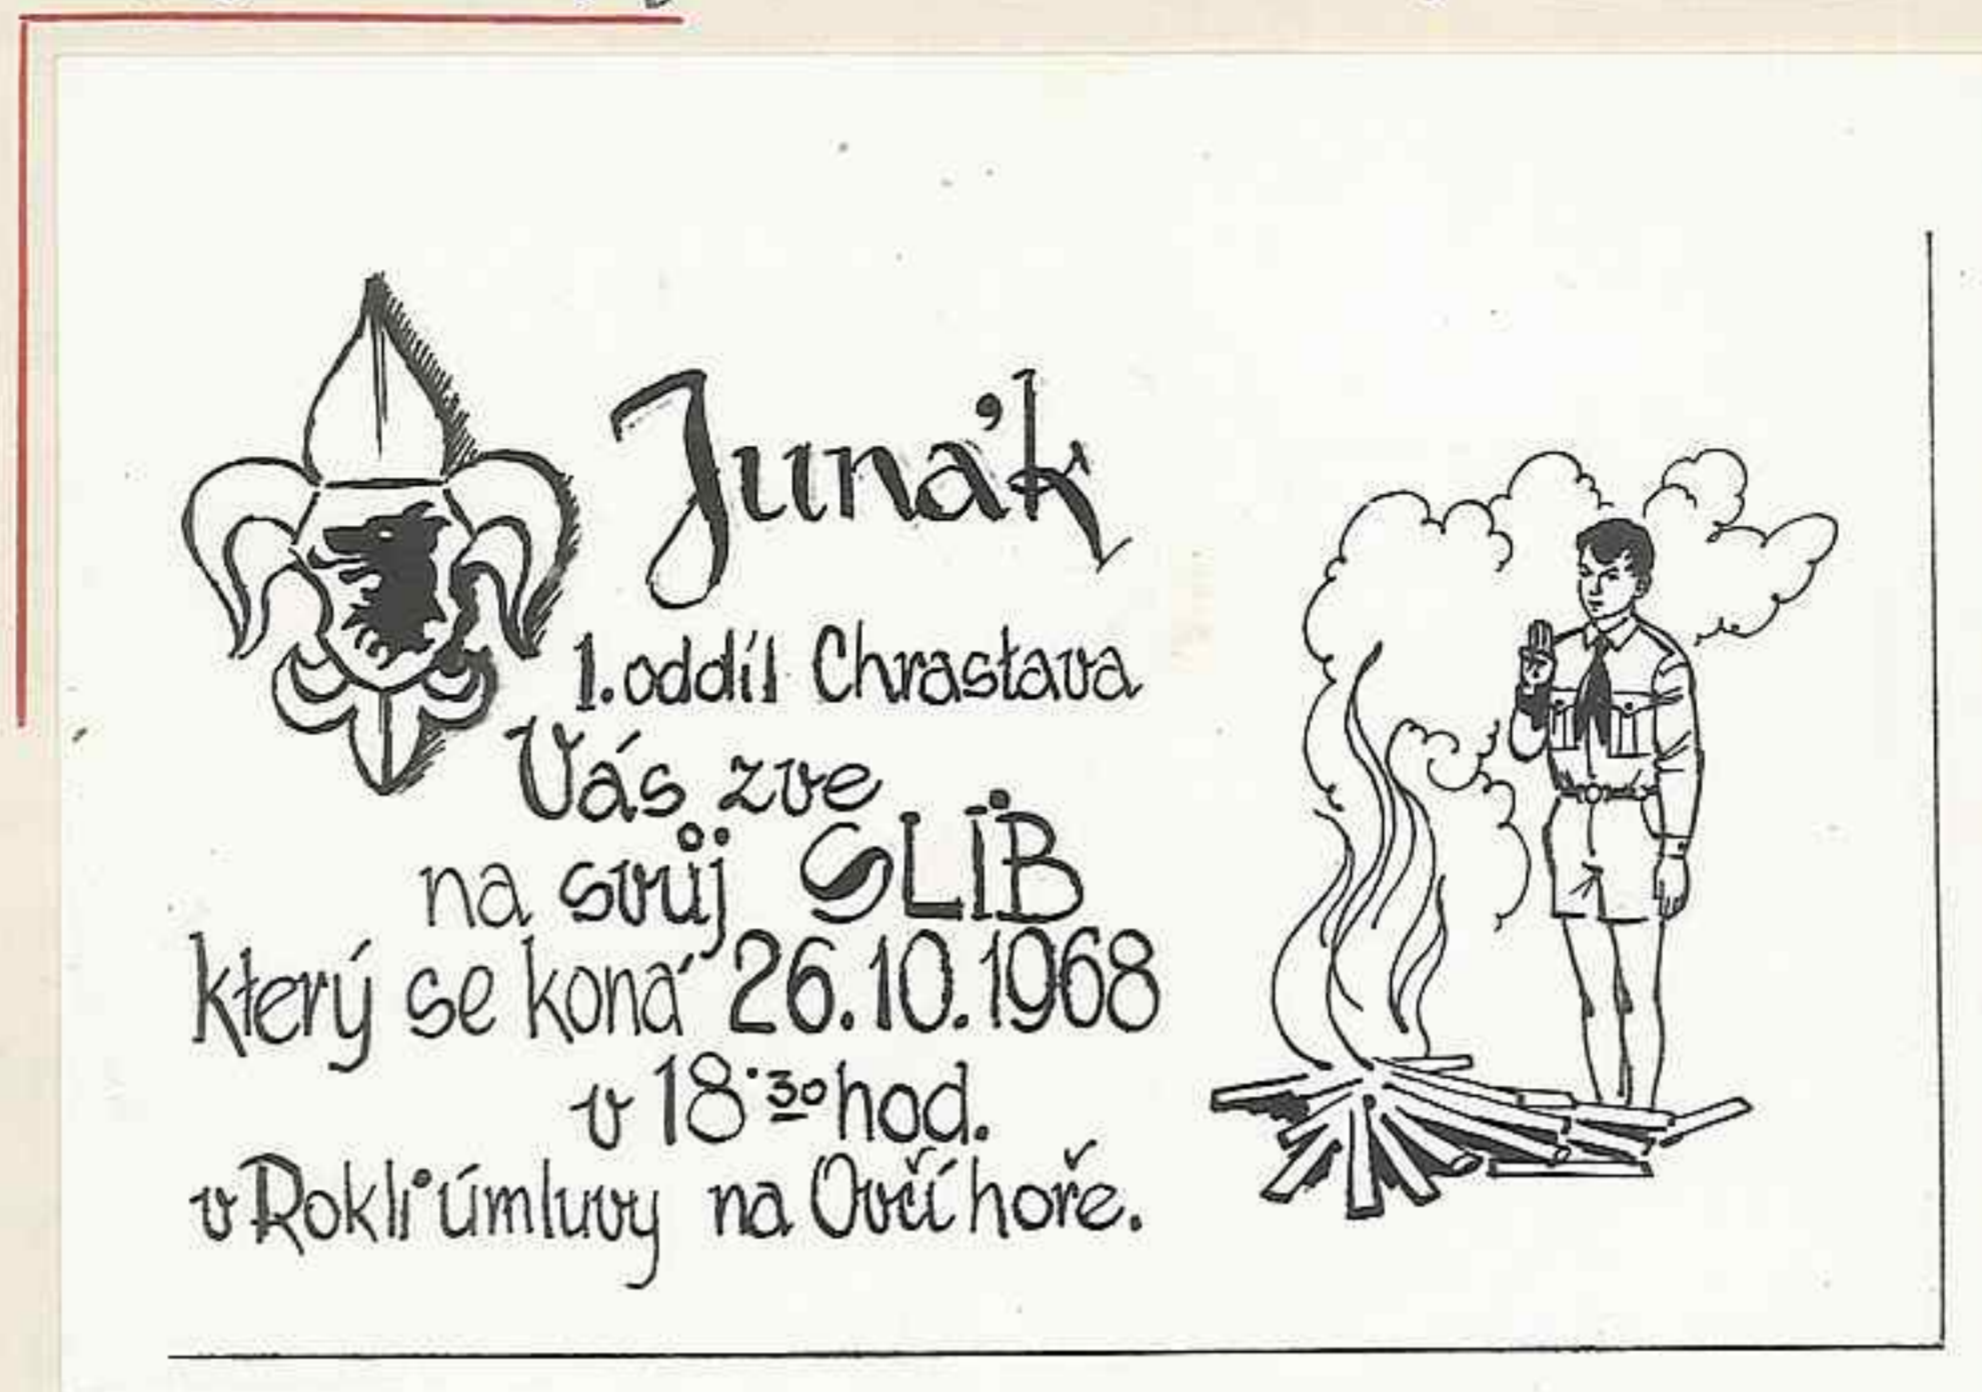 Junák
1. oddíl Chrastava
Vás zve
na svůj SLIB
který se koná 26.10.1968
v 18·30 hod.
v Rokli úmluvy na Ovčí hoře.